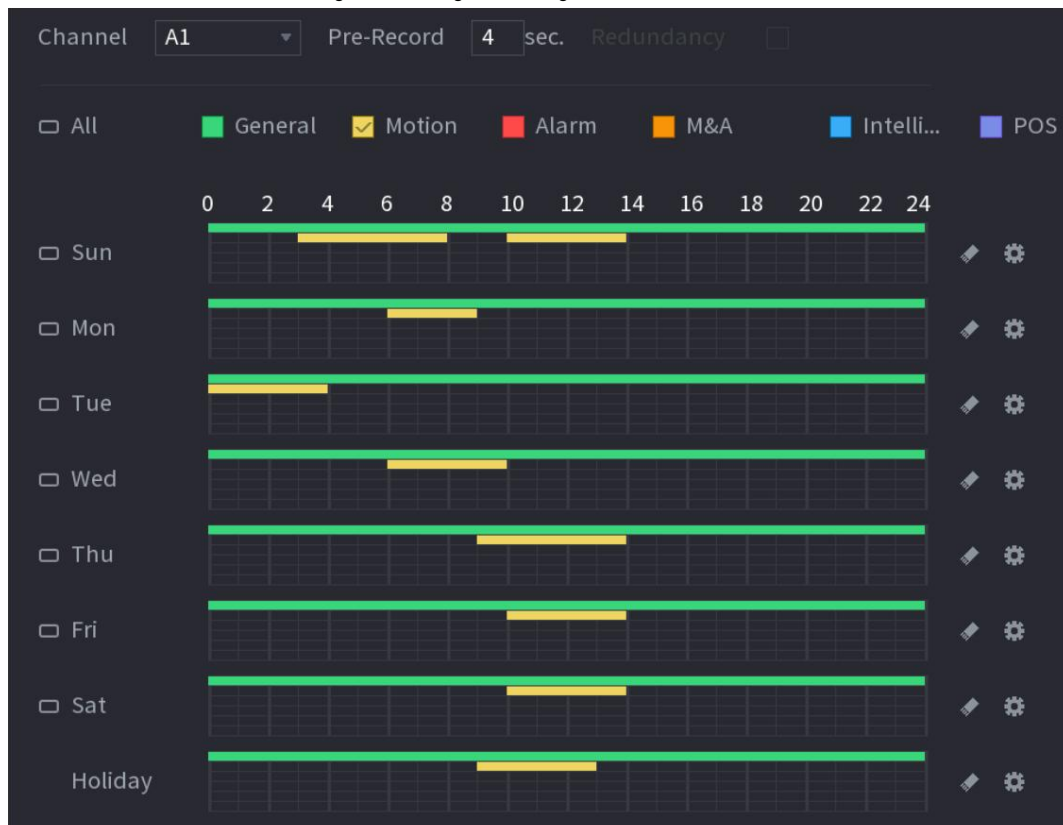 Channel A1 Pre-Record 4 sec. Redundancy
All General Motion Alarm M&A Intelli... POS
0 2 4 6 8 10 12 14 16 18 20 22 24
Sun
Mon
Tue
Wed
Thu
Fri
Sat
Holiday